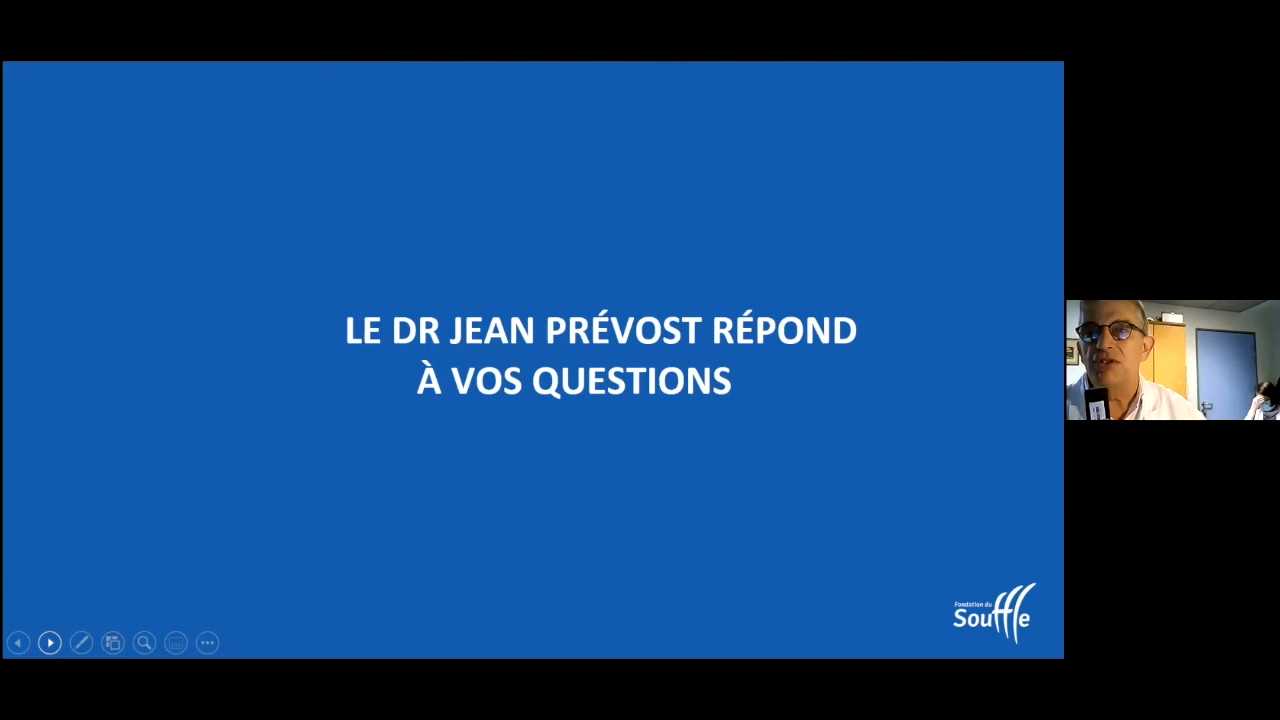 LE DR JEAN PRÉVOST RÉPOND
À VOS QUESTIONS
Fondation du
Souffle